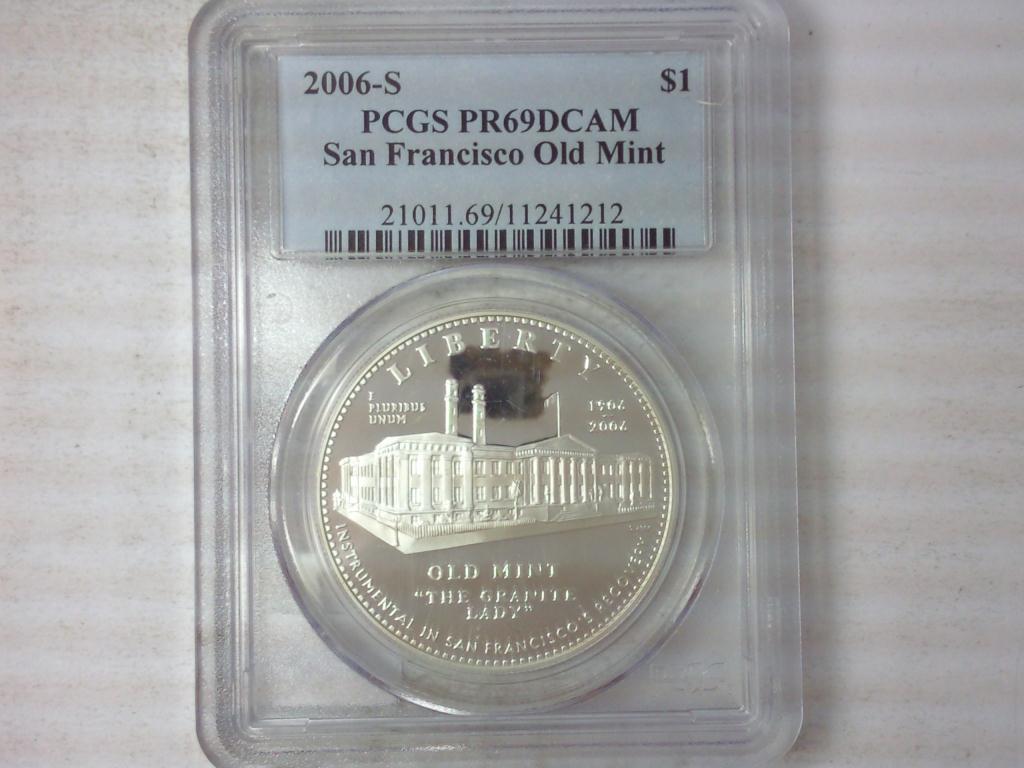 2006-S $1
PCGS PR69DCAM
San Francisco Old Mint
21011.69/11241212
LIBERTY
E
PLURIBUS
UNUM
1906
2006
OLD MINT
"THE GRANITE
LADY"
INSTRUMENTAL IN SAN FRANCISCO'S RECOVERY